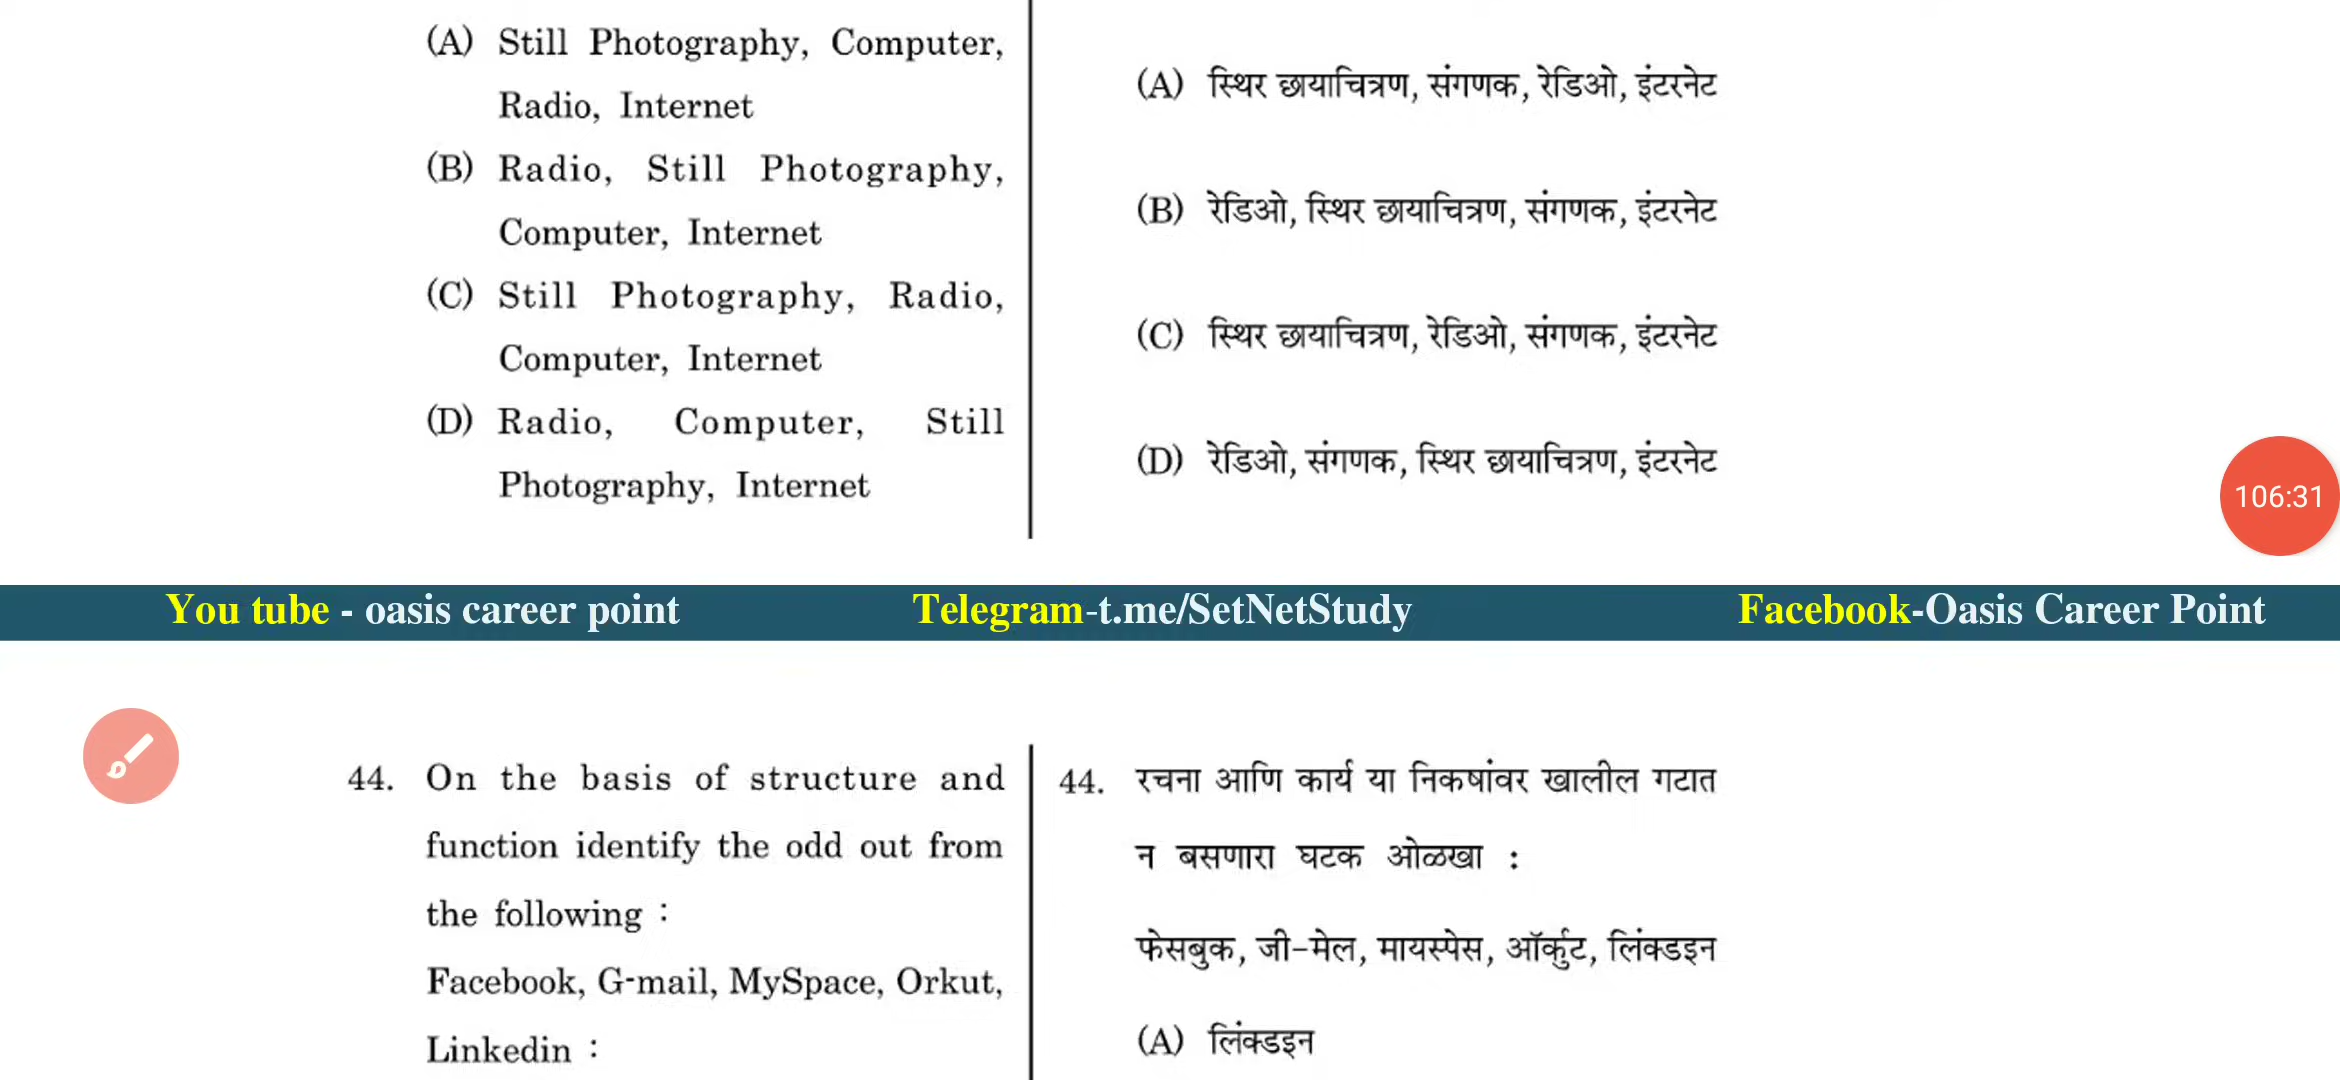 (A) Still Photography, Computer,
Radio, Internet
(B) Radio, Still Photography,
Computer, Internet
(C) Still Photography, Radio,
Computer, Internet
(D) Radio, Computer, Still
Photography, Internet
(A) स्थिर छायाचित्रण, संगणक, रेडिओ, इंटरनेट
(B) रेडिओ, स्थिर छायाचित्रण, संगणक, इंटरनेट
(C) स्थिर छायाचित्रण, रेडिओ, संगणक, इंटरनेट
(D) रेडिओ, संगणक, स्थिर छायाचित्रण, इंटरनेट
106:31
You tube - oasis career point Telegram-t.me/SetNetStudy Facebook-Oasis Career Point
44. On the basis of structure and
function identify the odd out from
the following :
Facebook, G-mail, MySpace, Orkut,
Linkedin :
44. रचना आणि कार्य या निकषांवर खालील गटात
न बसणारा घटक ओळखा :
फेसबुक, जी-मेल, मायस्पेस, ऑर्कुट, लिंक्डइन
(A) लिंक्डइन